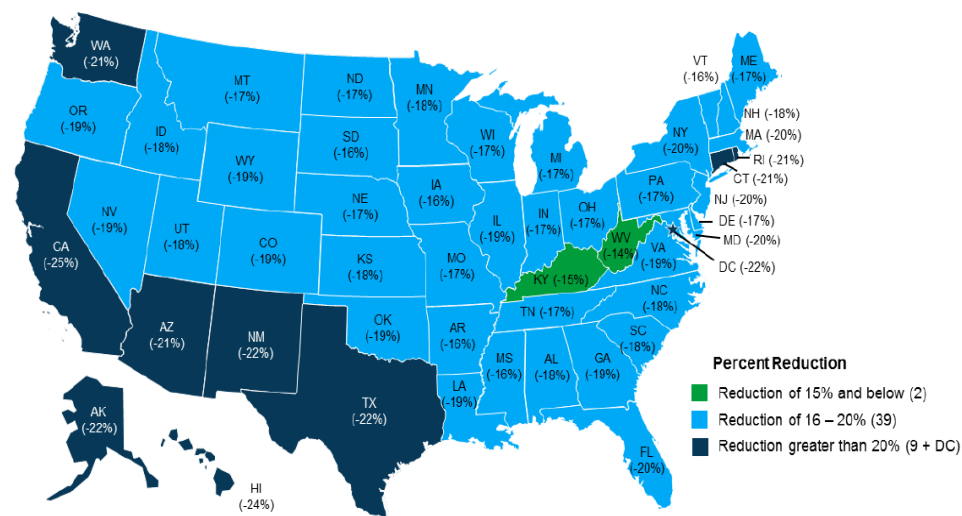 WA
(-21%)
MT
(-17%)
ND
(-17%)
MN
(-18%)
VT
(-16%)
ME
(-17%)
OR
(-19%)
ID
(-18%)
SD
(-16%)
WI
(-17%)
MI
(-17%)
NY
(-20%)
NH (-18%)
MA (-20%)
RI (-21%)
CT (-21%)
WY
(-19%)
NE
(-17%)
IA
(-16%)
PA
(-17%)
NJ (-20%)
DE (-17%)
MD (-20%)
DC (-22%)
NV
(-19%)
UT
(-18%)
CO
(-19%)
KS
(-18%)
MO
(-17%)
IL
(-19%)
IN
(-17%)
OH
(-17%)
WV
(-14%)
VA
(-19%)
CA
(-25%)
KY (-15%)
TN (-17%)
NC
(-18%)
AZ
(-21%)
NM
(-22%)
OK
(-19%)
AR
(-16%)
SC
(-18%)
MS
(-16%)
AL
(-18%)
GA
(-19%)
TX
(-22%)
LA
(-19%)
FL
(-20%)
AK
(-22%)
HI
(-24%)
Percent Reduction
Reduction of 15% and below (2)
Reduction of 16 – 20% (39)
Reduction greater than 20% (9 + DC)